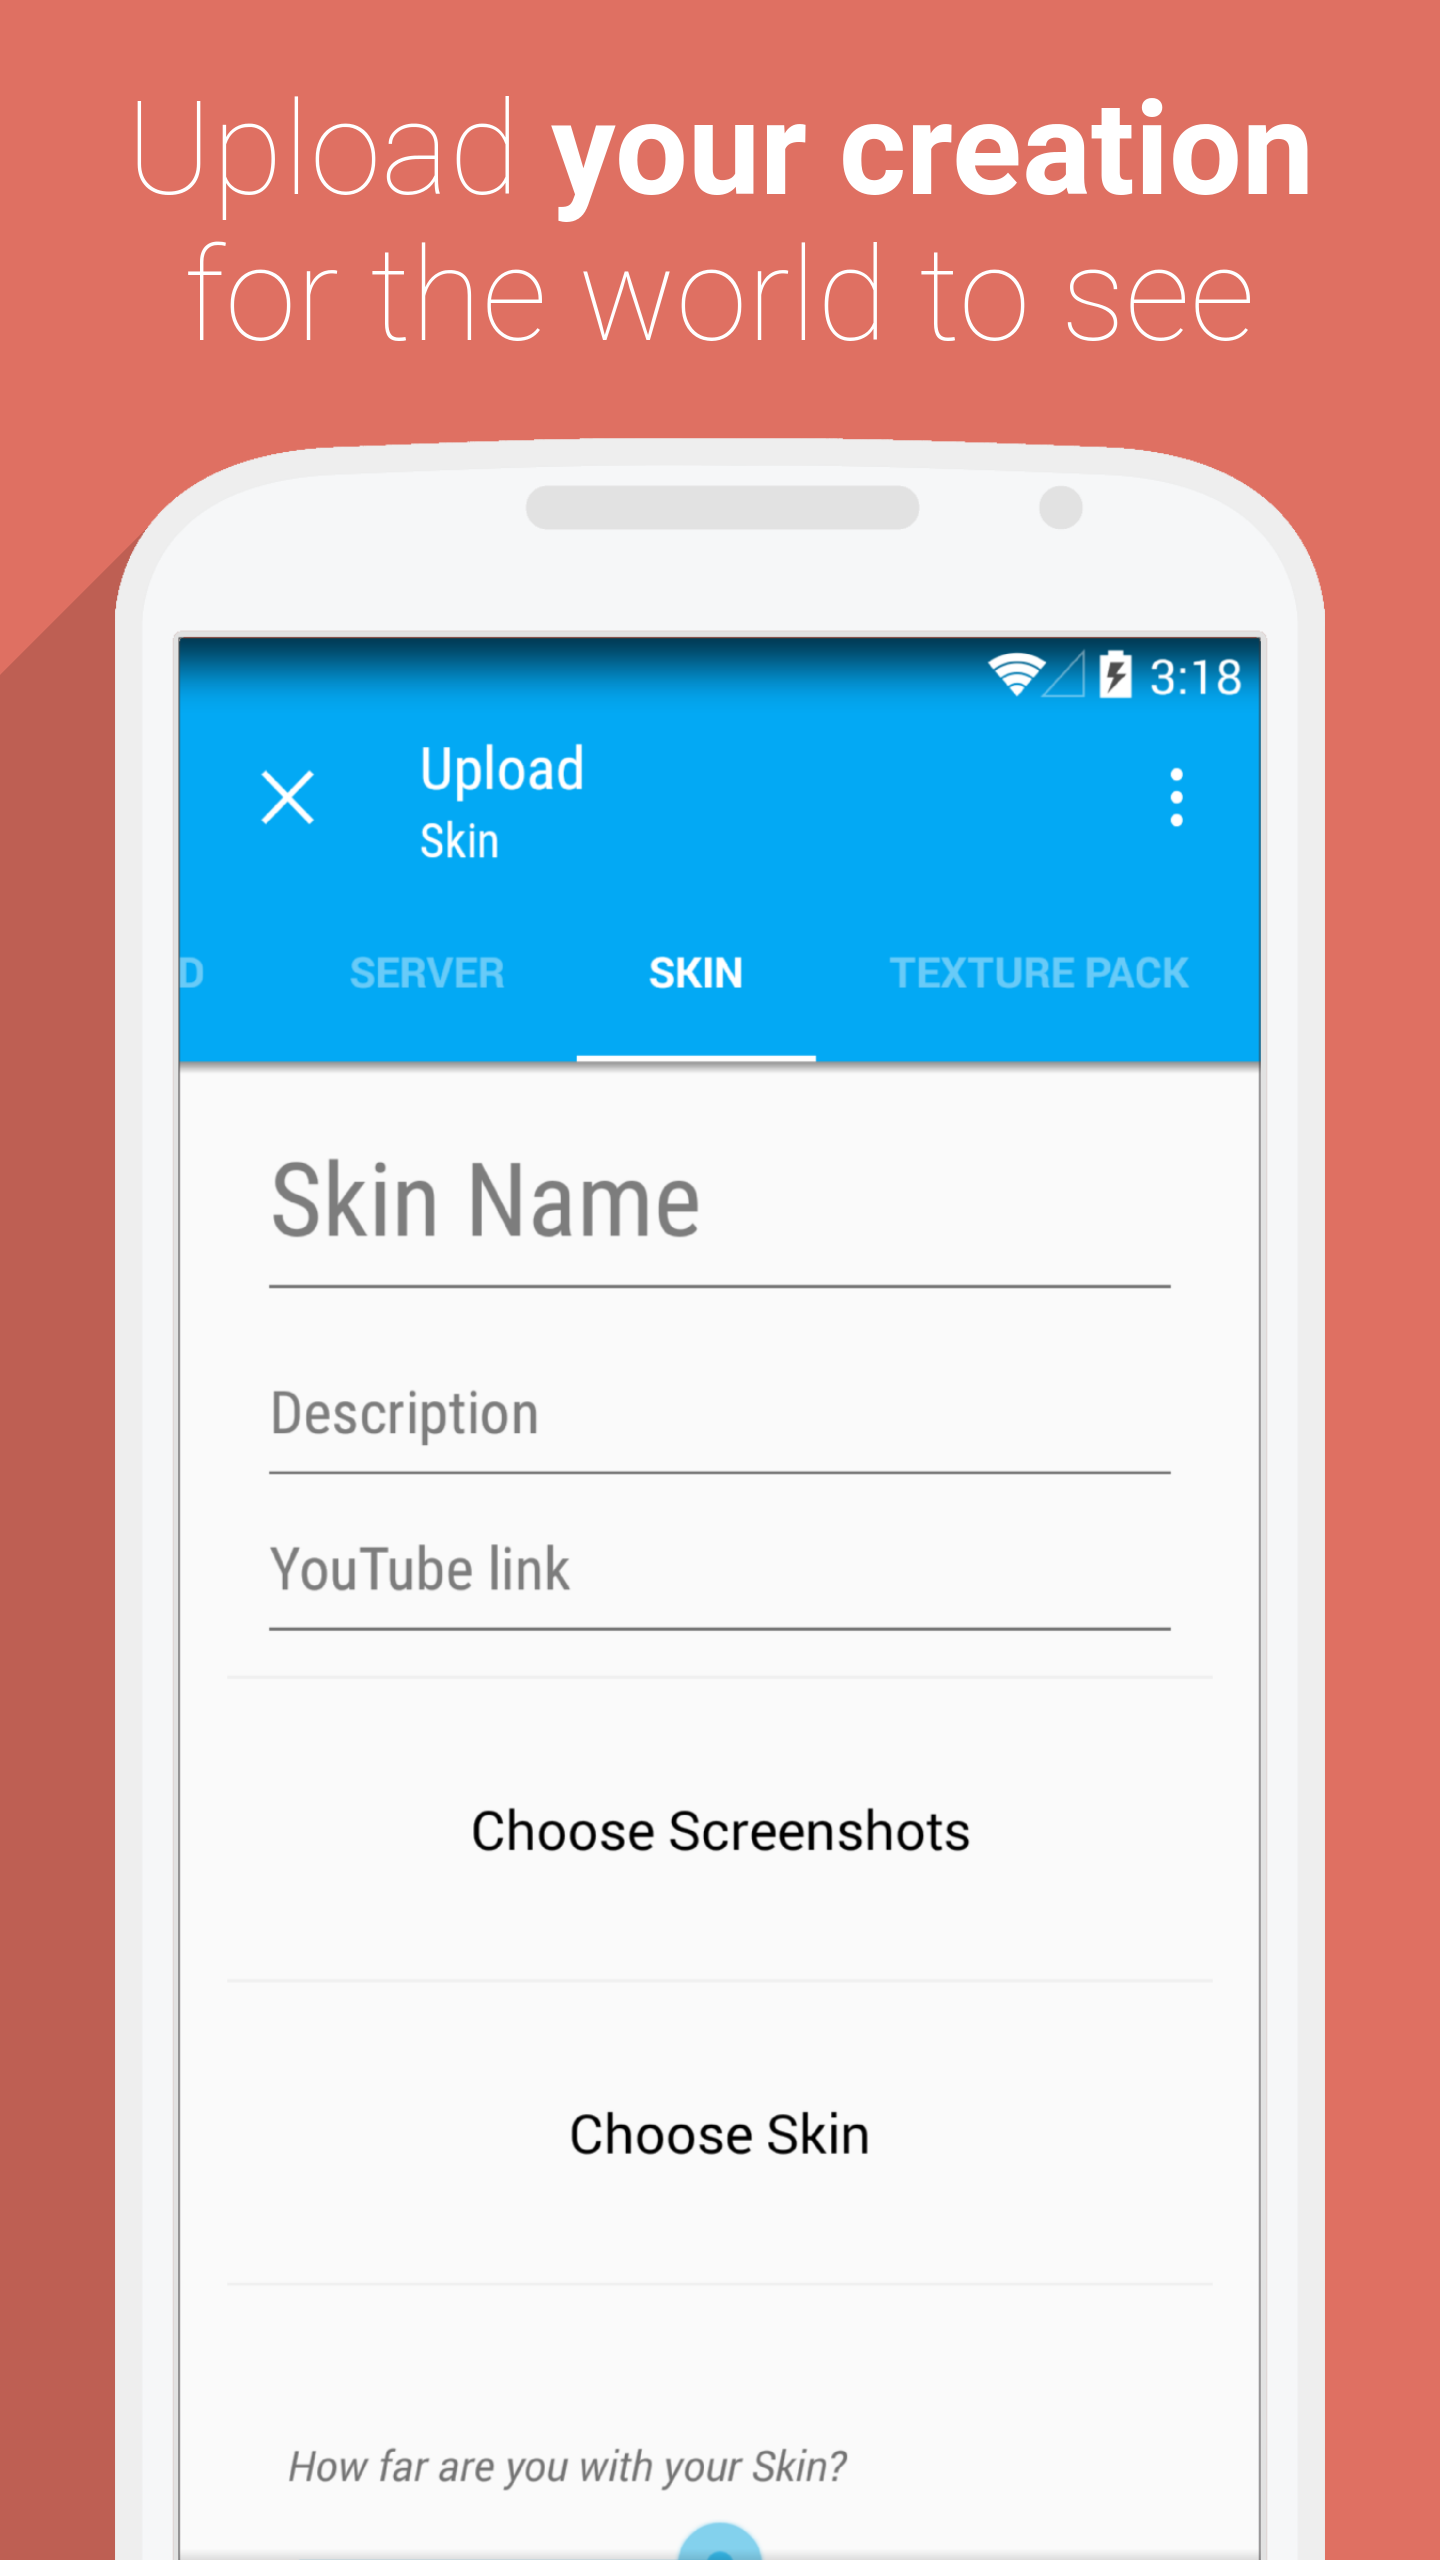 Upload your creation
for the world to see
3:18
Upload
Skin
D SERVER SKIN TEXTURE PACK
Skin Name
Description
YouTube link
Choose Screenshots
Choose Skin
How far are you with your Skin?